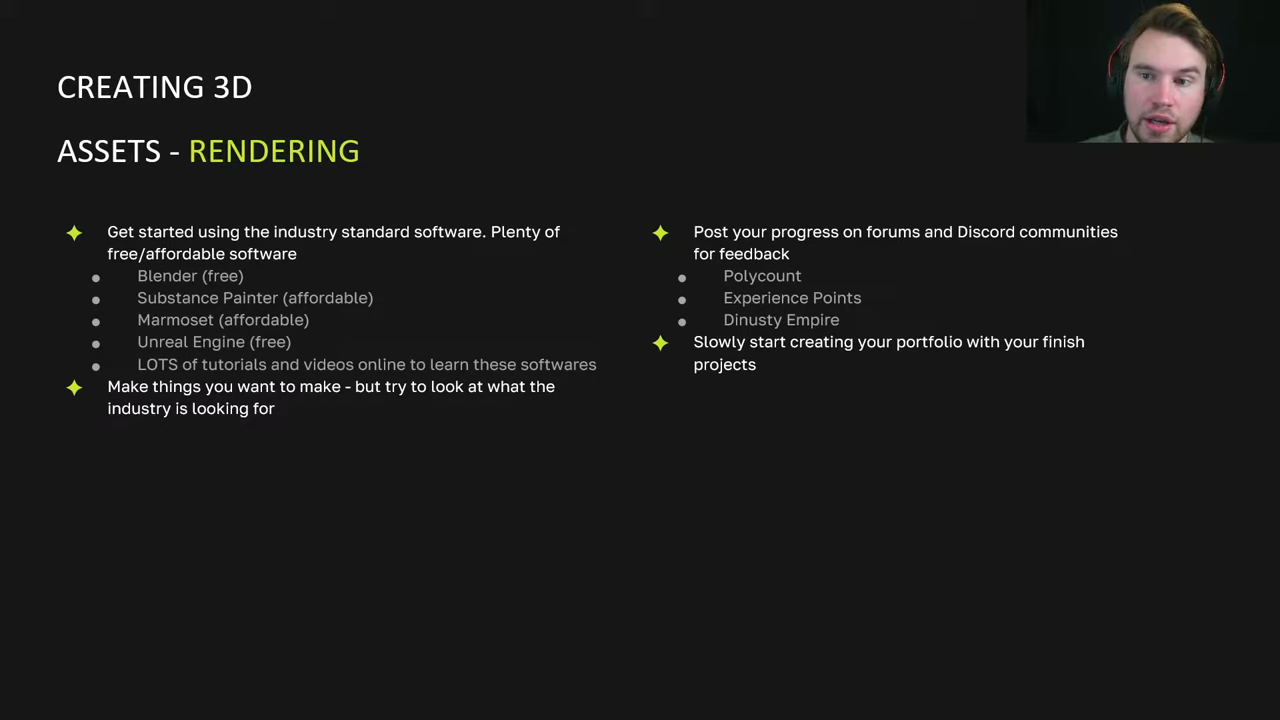 CREATING 3D
ASSETS - RENDERING
Get started using the industry standard software. Plenty of
free/affordable software
Blender (free)
Substance Painter (affordable)
Marmoset (affordable)
Unreal Engine (free)
LOTS of tutorials and videos online to learn these softwares
Make things you want to make - but try to look at what the
industry is looking for
Post your progress on forums and Discord communities
for feedback
Polycount
Experience Points
Dinusty Empire
Slowly start creating your portfolio with your finish
projects